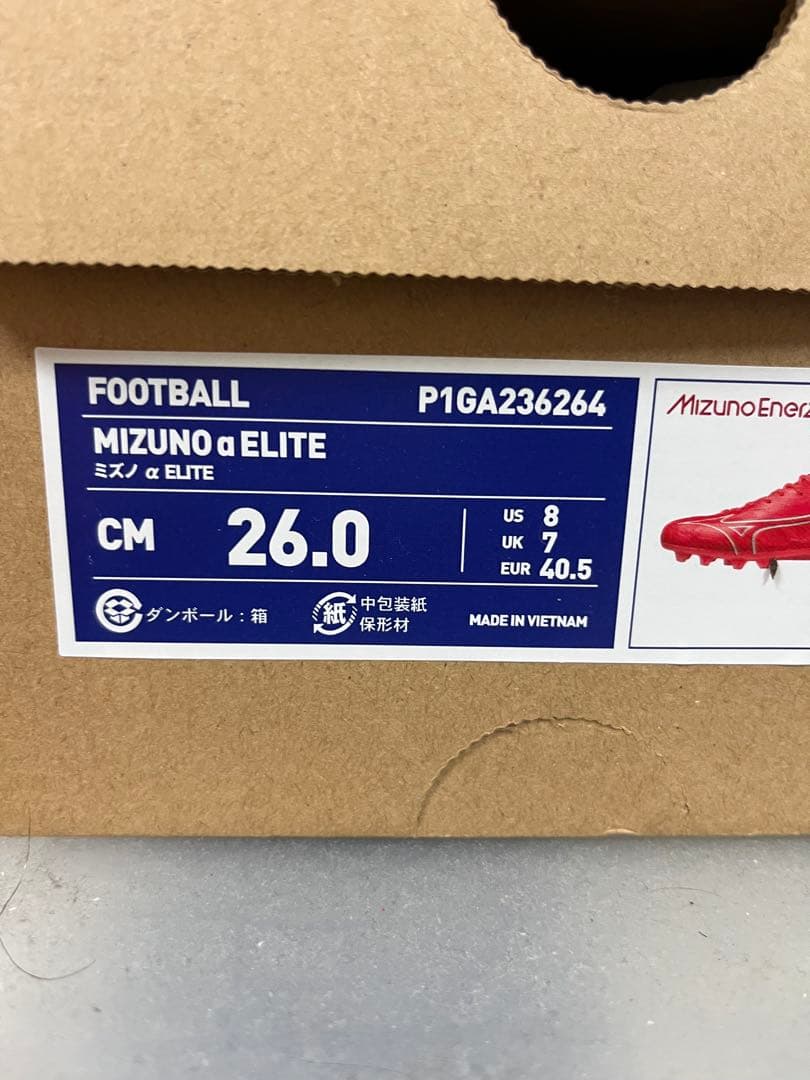 FOOTBALL P1GA236264
MIZUNO α ELITE
ミズノ α ELITE
CM 26.0
US 8
UK 7
EUR 40.5
ダンボール：箱
紙 中包装紙
保形材
MADE IN VIETNAM
Mizuno